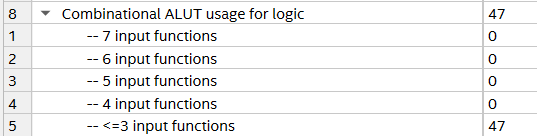 8 ▼ Combinational ALUT usage for logic 47
1 -- 7 input functions 0
2 -- 6 input functions 0
3 -- 5 input functions 0
4 -- 4 input functions 0
5 -- <=3 input functions 47